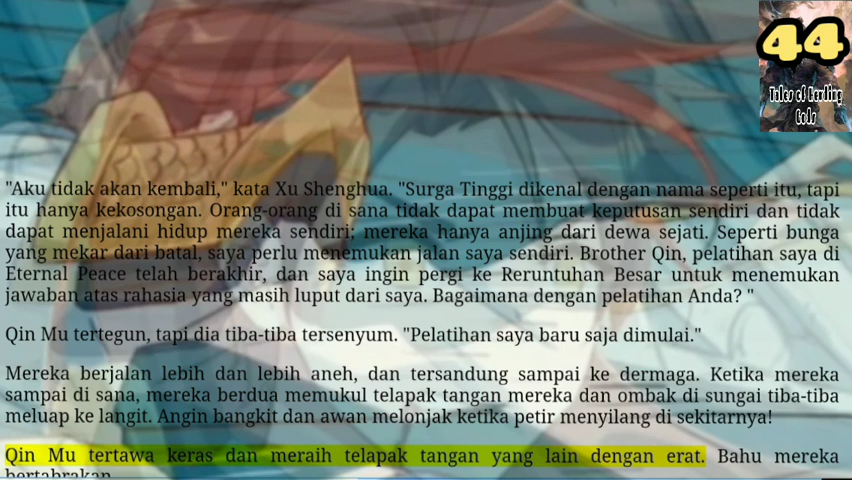 44
Tales of Herding
Gods
"Aku tidak akan kembali," kata Xu Shenghua. "Surga Tinggi dikenal dengan nama seperti itu, tapi
itu hanya kekosongan. Orang-orang di sana tidak dapat membuat keputusan sendiri dan tidak
dapat menjalani hidup mereka sendiri; mereka hanya anjing dari dewa sejati. Seperti bunga
yang mekar dari batal, saya perlu menemukan jalan saya sendiri. Brother Qin, pelatihan saya di
Eternal Peace telah berakhir, dan saya ingin pergi ke Reruntuhan Besar untuk menemukan
jawaban atas rahasia yang masih luput dari saya. Bagaimana dengan pelatihan Anda? "
Qin Mu tertegun, tapi dia tiba-tiba tersenyum. "Pelatihan saya baru saja dimulai."
Mereka berjalan lebih dan lebih aneh, dan tersandung sampai ke dermaga. Ketika mereka
sampai di sana, mereka berdua memukul telapak tangan mereka dan ombak di sungai tiba-tiba
meluap ke langit. Angin bangkit dan awan melonjak ketika petir menyilang di sekitarnya!
Qin Mu tertawa keras dan meraih telapak tangan yang lain dengan erat. Bahu mereka
bertabrakan